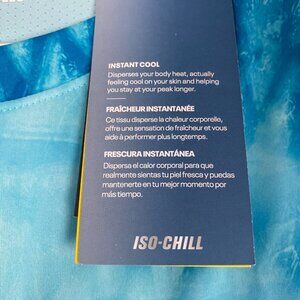 INSTANT COOL
Disperses your body heat, actually
feeling cool on your skin and helping
you stay at your peak longer.
FRAÎCHEUR INSTANTANÉE
Ce tissu disperse la chaleur corporelle,
offre une sensation de fraîcheur et vous
aide à performer plus longtemps.
FRESCURA INSTANTÁNEA
Dispersa el calor corporal para que
realmente sientas tu piel fresca y puedas
mantenerte en tu mejor momento por
más tiempo.
ISO-CHILL